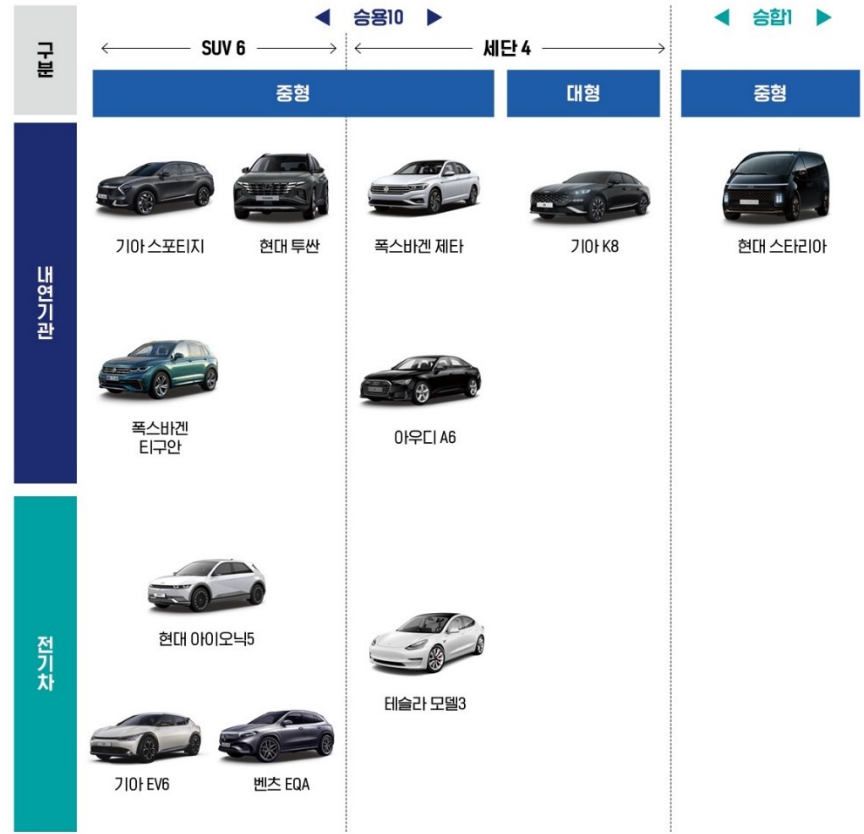 ◀ 승용10 ▶
◀ 승합1 ▶
구분
SUV 6
세단 4
중형
대형
중형
내연기관
기아 스포티지
현대 투싼
폭스바겐 제타
기아 K8
현대 스타리아
폭스바겐
티구안
아우디 A6
전기차
현대 아이오닉5
테슬라 모델3
기아 EV6
벤츠 EQA